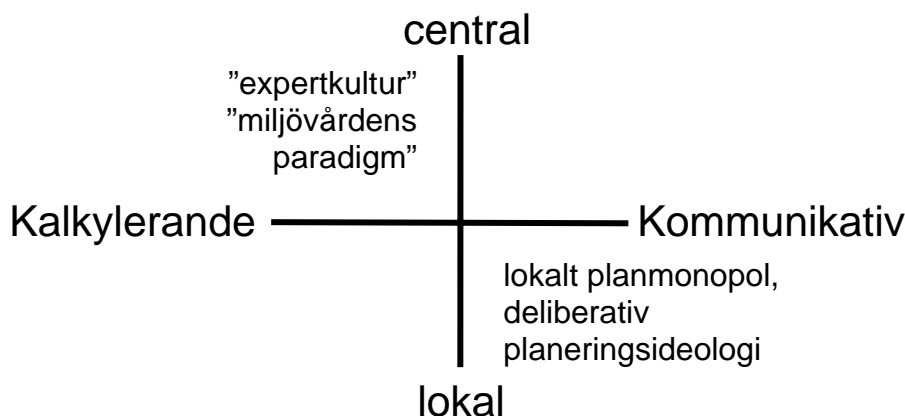 central
”expertkultur”
”miljövårdens
paradigm”
Kalkylerande
Kommunikativ
lokalt planmonopol,
deliberativ
planeringsideologi
lokal